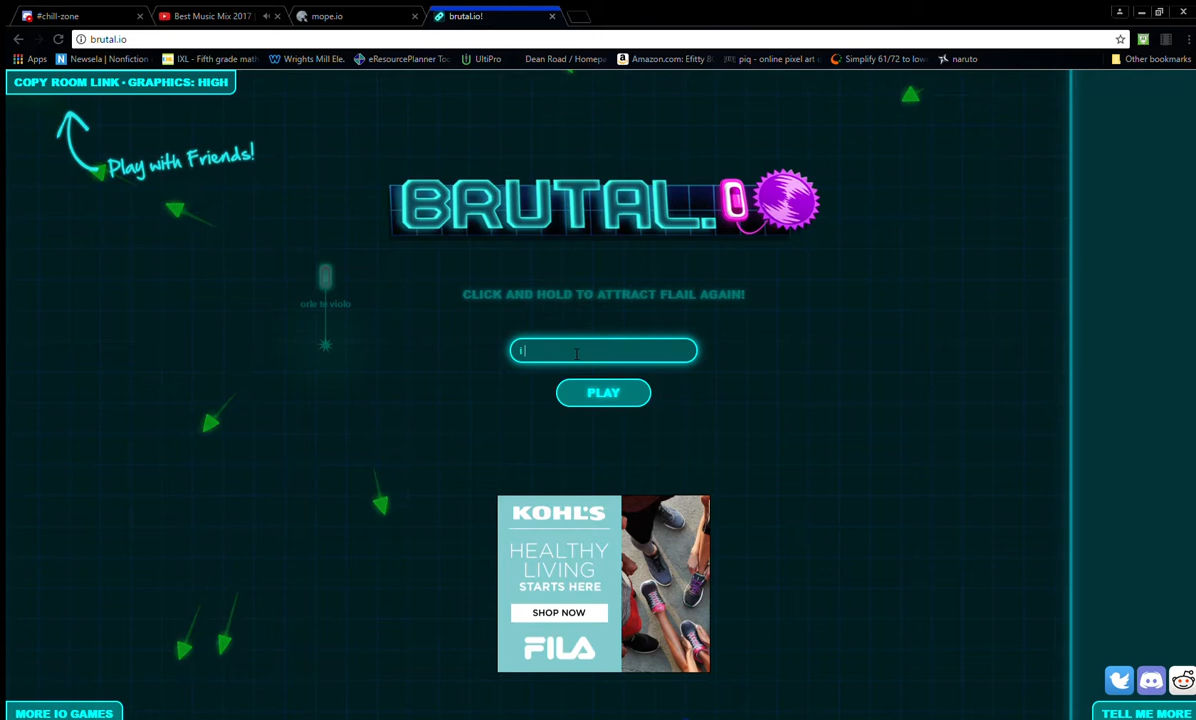 #chill-zone
Best Music Mix 2017
mope.io
brutal.io!
brutal.io
Apps
Newsela | Nonfiction
IXL - Fifth grade math
Wrights Mill Ele.
eResourcePlanner Too
UltiPro
Dean Road / Homepa
Amazon.com: Efitty 8
piq - online pixel art
Simplify 61/72 to low
naruto
Other bookmarks
COPY ROOM LINK • GRAPHICS: HIGH
Play with Friends!
BRUTAL.IO
orie te violo
CLICK AND HOLD TO ATTRACT FLAIL AGAIN!
i
PLAY
KOHL'S
HEALTHY
LIVING
STARTS HERE
SHOP NOW
FILA
MORE IO GAMES
TELL ME MORE